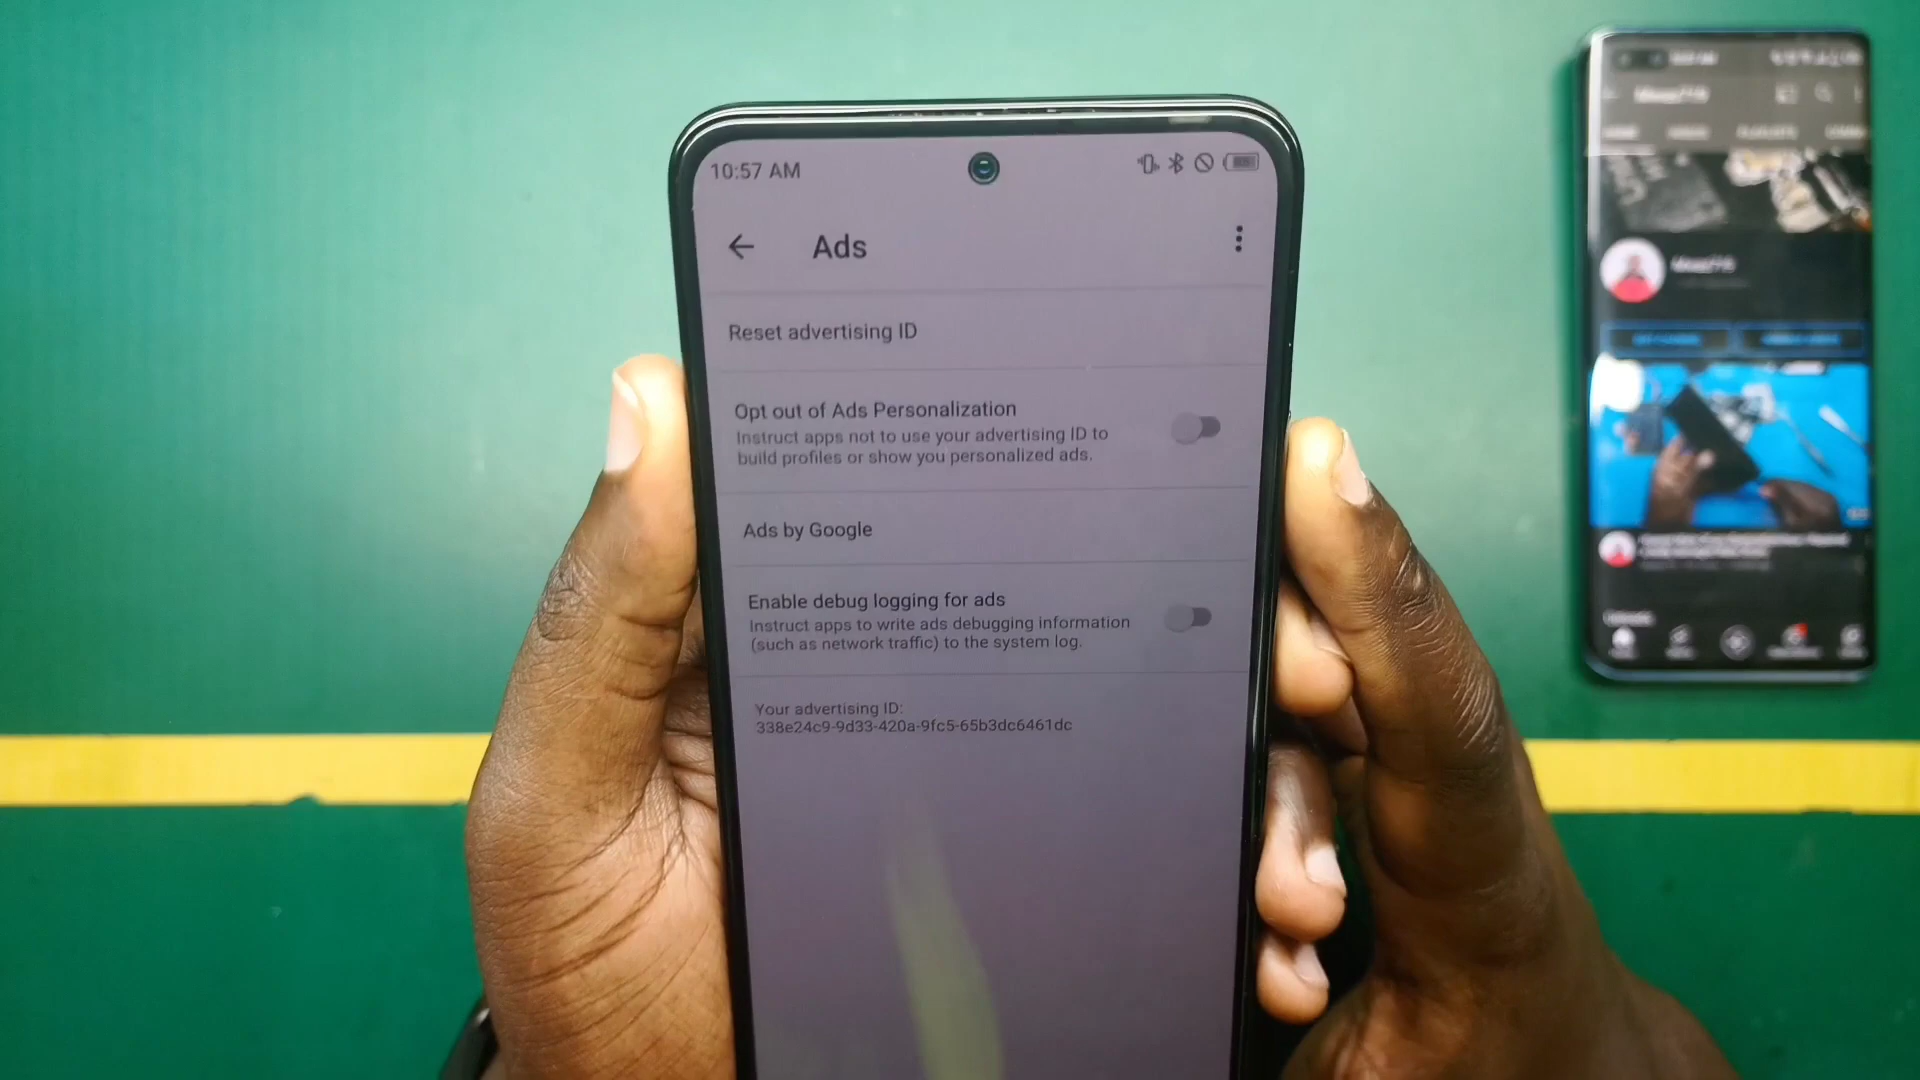 10:57 AM
Ads
Reset advertising ID
Opt out of Ads Personalization
Instruct apps not to use your advertising ID to
build profiles or show you personalized ads.
Ads by Google
Enable debug logging for ads
Instruct apps to write ads debugging information
(such as network traffic) to the system log.
Your advertising ID:
338e24c9-9d33-420a-9fc5-65b3dc6461dc